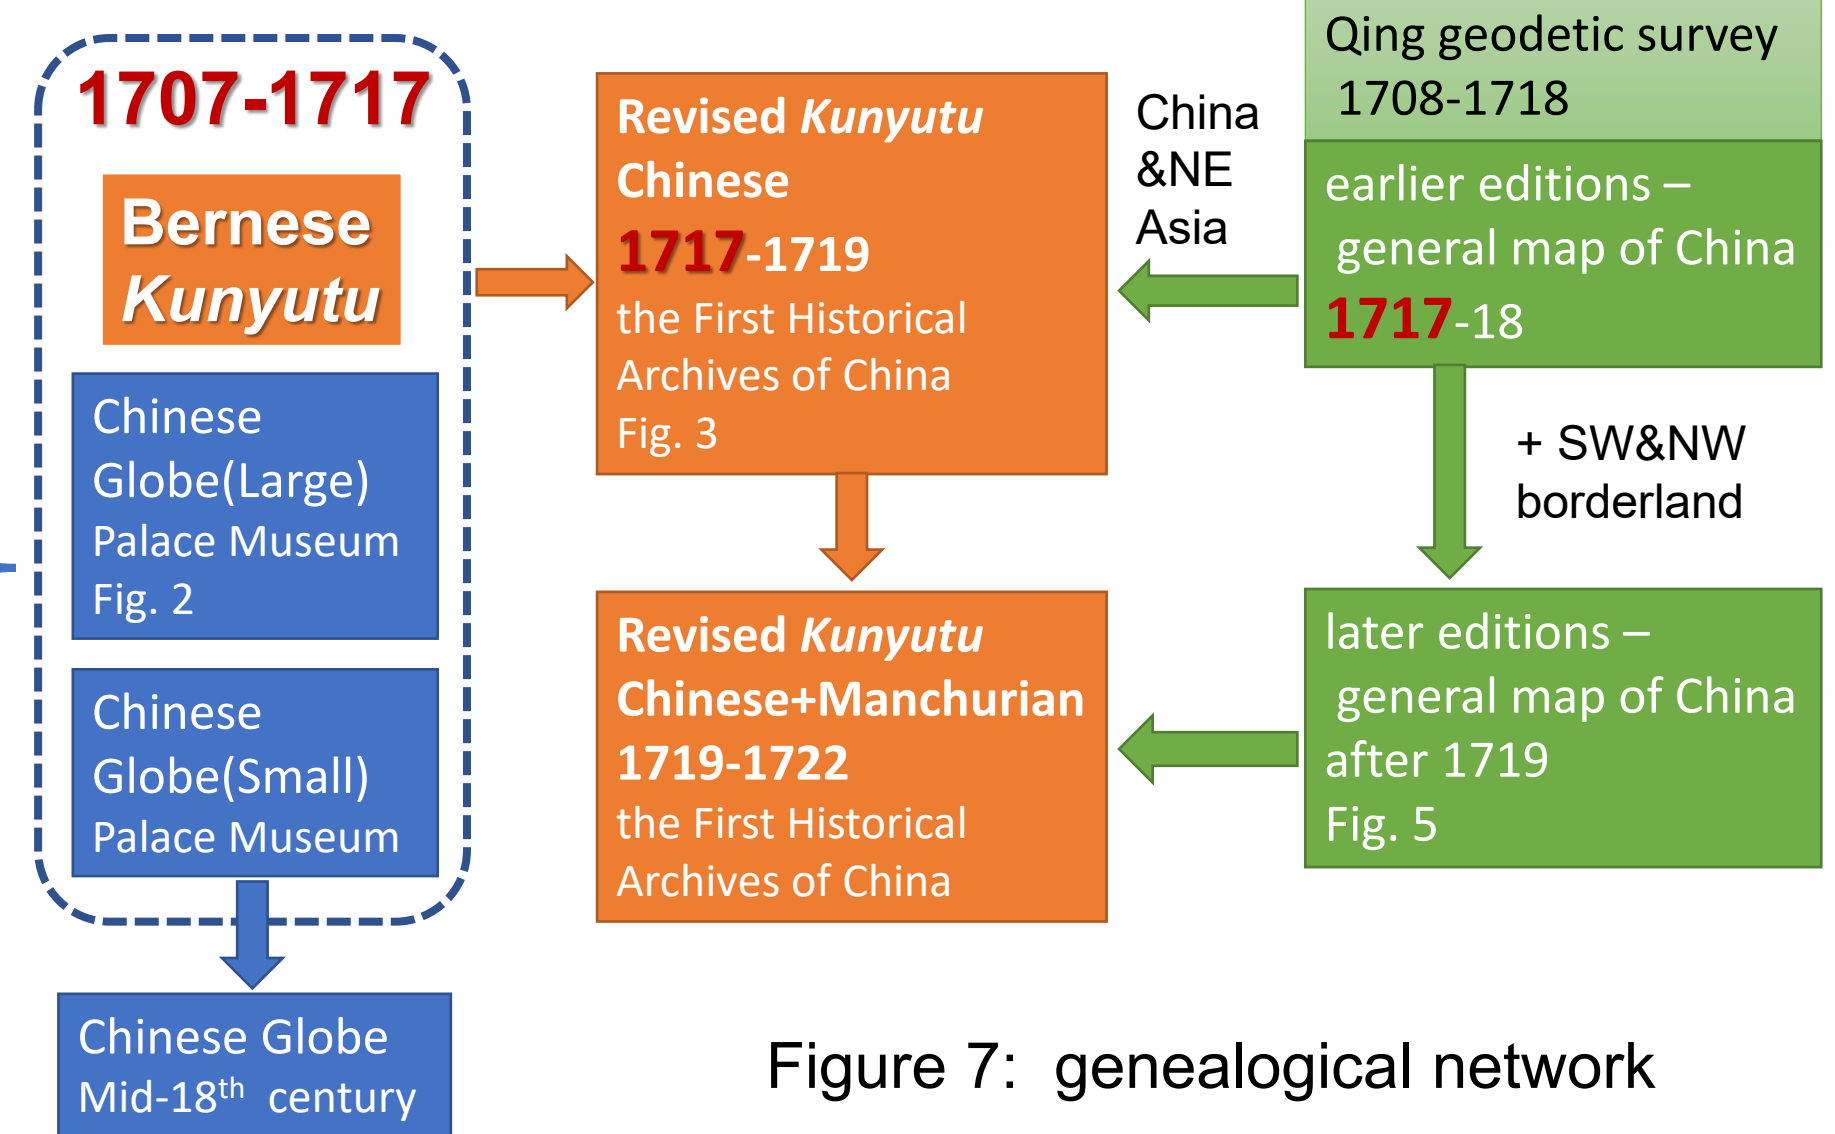 1707-1717
Bernese
Kunyutu
Chinese
Globe(Large)
Palace Museum
Fig. 2
Chinese
Globe(Small)
Palace Museum
Chinese Globe
Mid-18th century
Revised Kunyutu
Chinese
1717-1719
the First Historical
Archives of China
Fig. 3
Revised Kunyutu
Chinese+Manchurian
1719-1722
the First Historical
Archives of China
China
&NE
Asia
Qing geodetic survey
1708-1718
earlier editions –
general map of China
1717-18
+ SW&NW
borderland
later editions –
general map of China
after 1719
Fig. 5
Figure 7: genealogical network